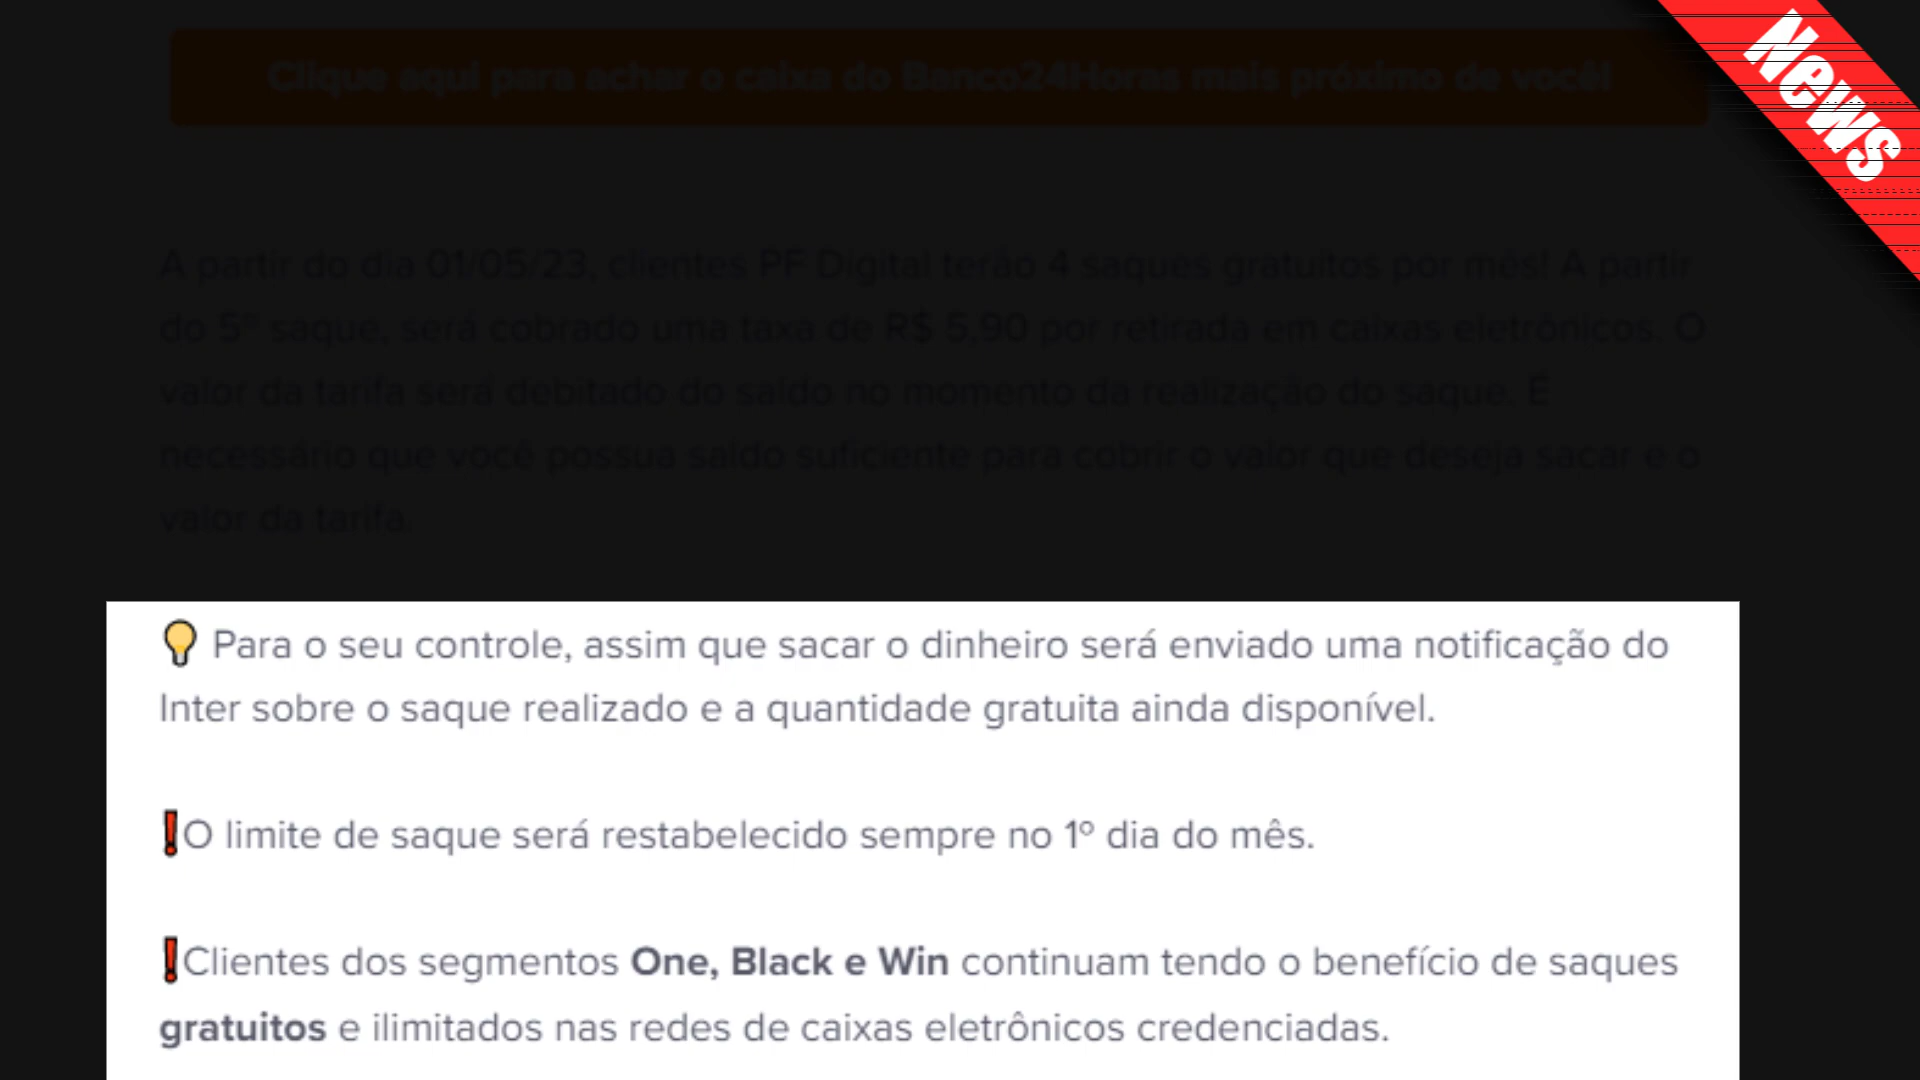 Clique aqui para achar o caixa do Banco24Horas mais próximo de você!
News
A partir do dia 01/05/23, clientes PF Digital terão 4 saques gratuitos por mês! A partir
do 5º saque, será cobrado uma taxa de R$ 5,90 por retirada em caixas eletrônicos. O
valor da tarifa será debitado do saldo no momento da realização do saque. É
necessário que você possua saldo suficiente para cobrir o valor que deseja sacar e o
valor da tarifa.
💡 Para o seu controle, assim que sacar o dinheiro será enviado uma notificação do
Inter sobre o saque realizado e a quantidade gratuita ainda disponível.
❗O limite de saque será restabelecido sempre no 1º dia do mês.
❗Clientes dos segmentos One, Black e Win continuam tendo o benefício de saques
gratuitos e ilimitados nas redes de caixas eletrônicos credenciadas.